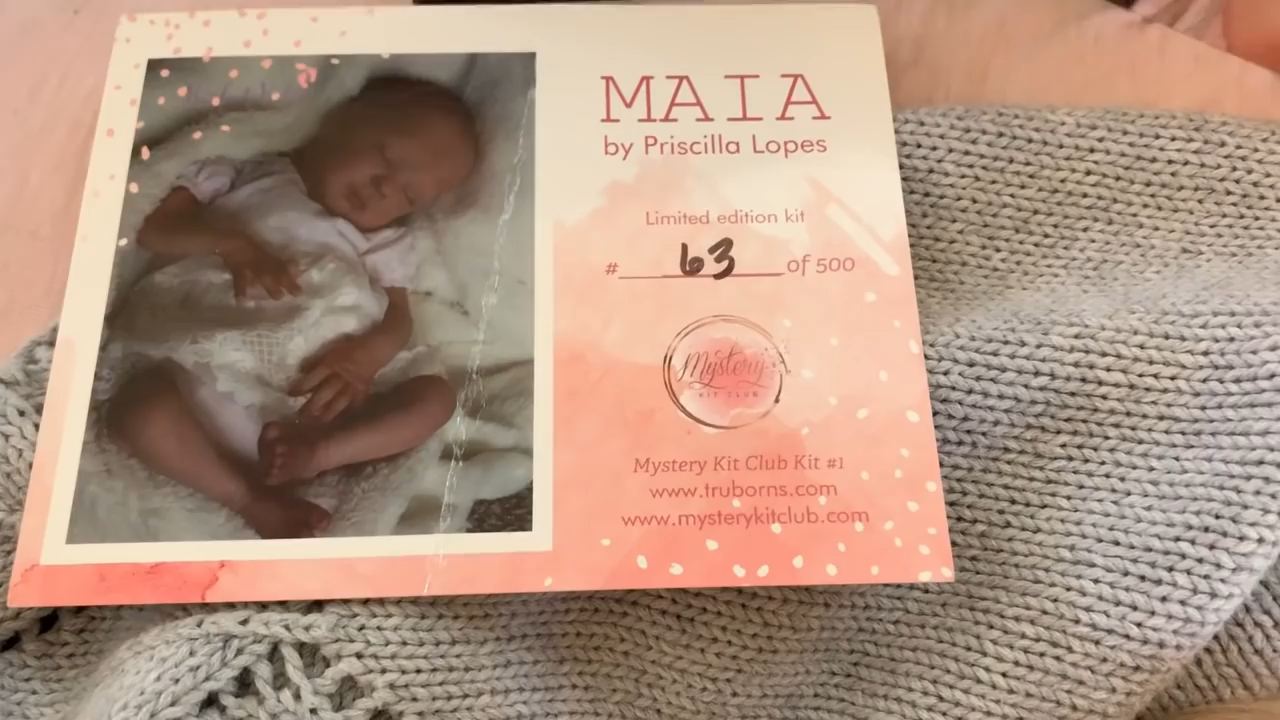 MAIA
by Priscilla Lopes
Limited edition kit
# 63 of 500
Mystery
KIT CLUB
Mystery Kit Club Kit #1
www.truborns.com
www.mysterykitclub.com